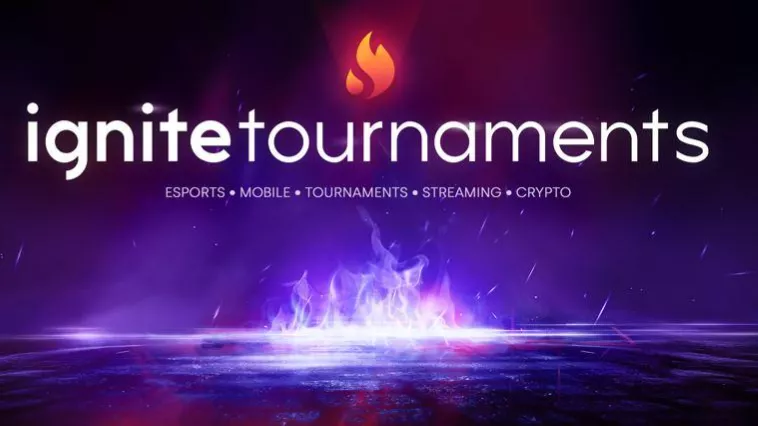 ignitetournaments
ESPORTS • MOBILE • TOURNAMENTS • STREAMING • CRYPTO